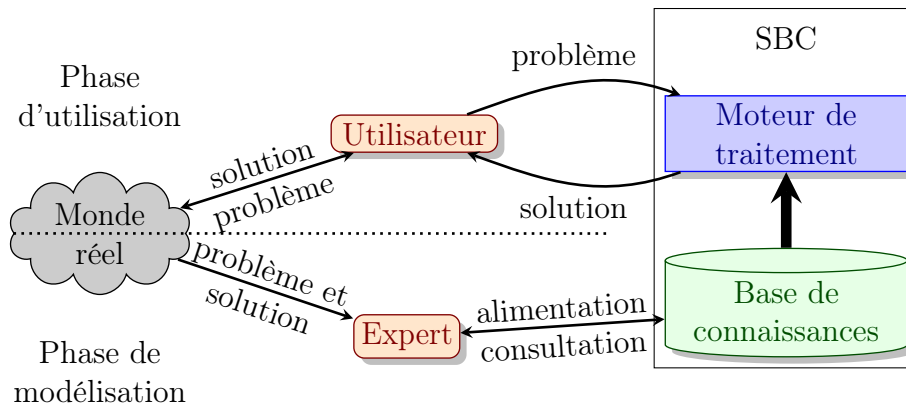 SBC
problème
Phase
d'utilisation
Moteur de
traitement
Utilisateur
solution
problème
solution
Monde
réel
problème et
solution
Base de
connaissances
alimentation
consultation
Expert
Phase de
modélisation